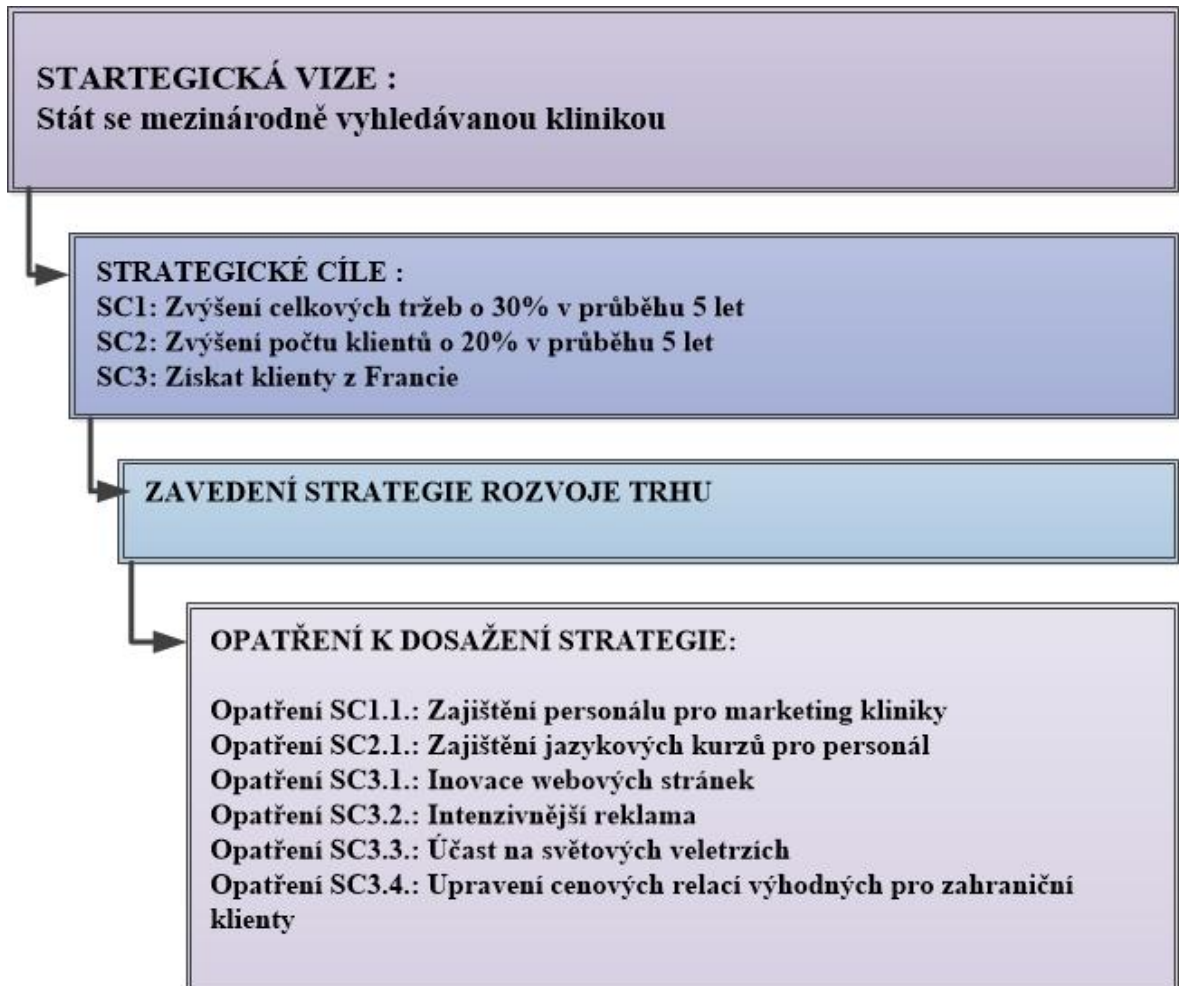 STARTEGICKÁ VIZE :
Stát se mezinárodně vyhledávanou klinikou
STRATEGICKÉ CÍLE :
SC1: Zvýšení celkových tržeb o 30% v průběhu 5 let
SC2: Zvýšení počtu klientů o 20% v průběhu 5 let
SC3: Získat klienty z Francie
ZAVEDENÍ STRATEGIE ROZVOJE TRHU
OPATŘENÍ K DOSAŽENÍ STRATEGIE:
Opatření SC1.1.: Zajištění personálu pro marketing kliniky
Opatření SC2.1.: Zajištění jazykových kurzů pro personál
Opatření SC3.1.: Inovace webových stránek
Opatření SC3.2.: Intenzivnější reklama
Opatření SC3.3.: Účast na světových veletrzích
Opatření SC3.4.: Upravení cenových relací výhodných pro zahraniční
klienty